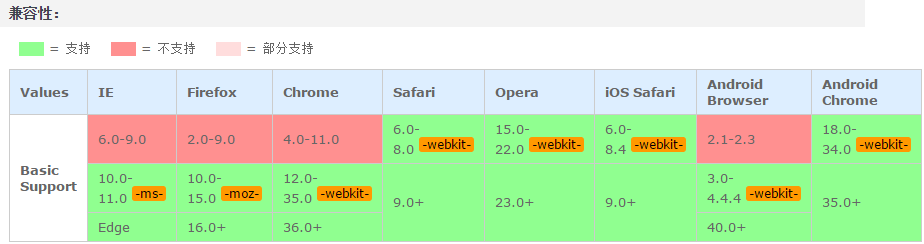 兼容性：
= 支持 = 不支持 = 部分支持
Values IE Firefox Chrome Safari Opera iOS Safari Android Browser Android Chrome
Basic Support
6.0-9.0 2.0-9.0 4.0-11.0 6.0-8.0 -webkit- 15.0-22.0 -webkit- 6.0-8.4 -webkit- 2.1-2.3 18.0-34.0 -webkit-
10.0-11.0 -ms- 10.0-15.0 -moz- 12.0-35.0 -webkit- 9.0+ 23.0+ 9.0+ 3.0-4.4.4 -webkit- 35.0+
Edge 16.0+ 36.0+ 40.0+